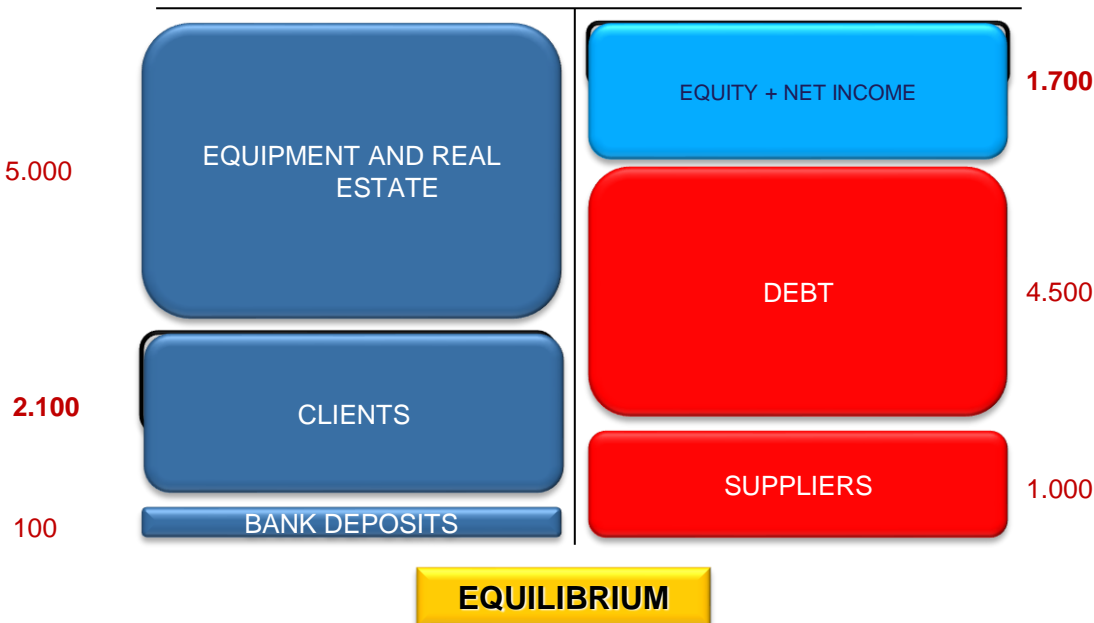 5.000
EQUIPMENT AND REAL
ESTATE
2.100
CLIENTS
100
BANK DEPOSITS
EQUITY + NET INCOME
1.700
DEBT
4.500
SUPPLIERS
1.000
EQUILIBRIUM